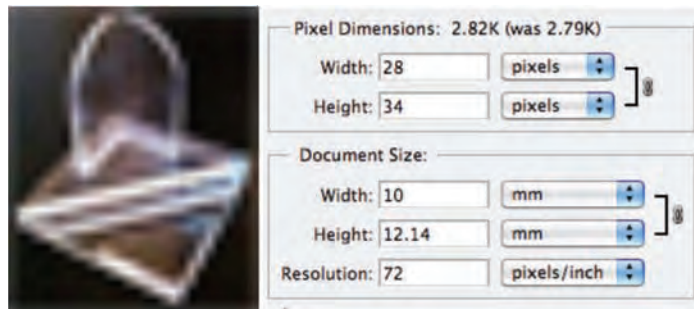 Pixel Dimensions: 2.82K (was 2.79K)
Width: 28 pixels
Height: 34 pixels
Document Size:
Width: 10 mm
Height: 12.14 mm
Resolution: 72 pixels/inch